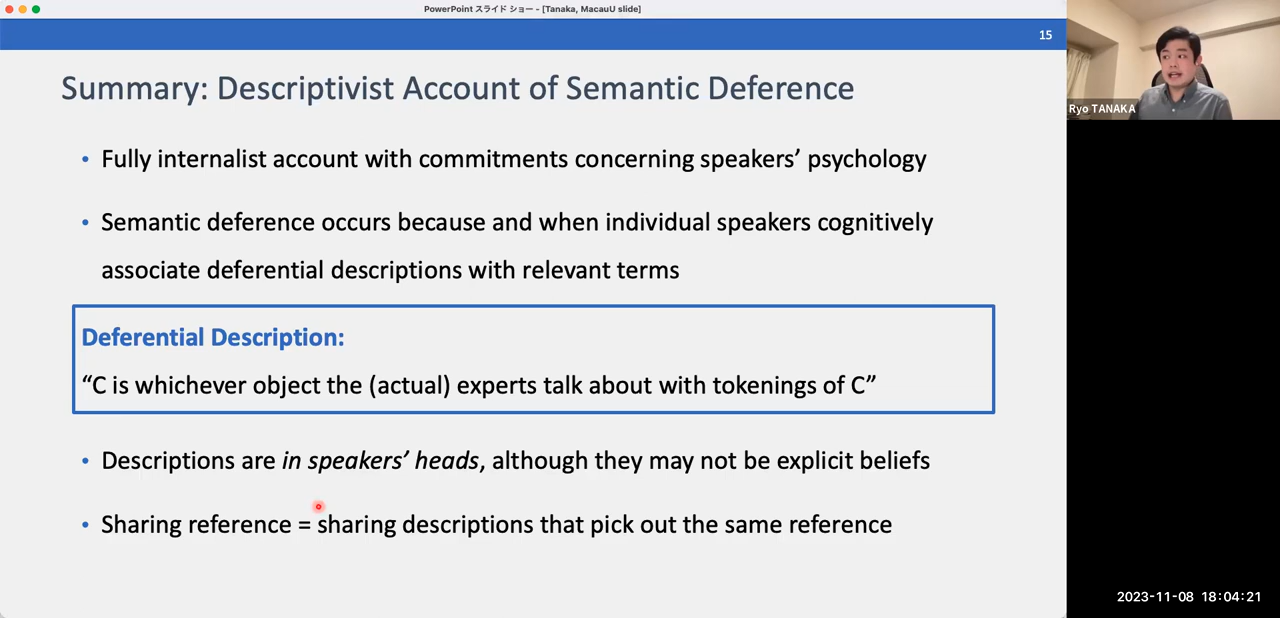 PowerPoint スライド ショー - [Tanaka, MacauU slide]
15
Summary: Descriptivist Account of Semantic Deference
• Fully internalist account with commitments concerning speakers’ psychology
• Semantic deference occurs because and when individual speakers cognitively
associate deferential descriptions with relevant terms
Deferential Description:
“C is whichever object the (actual) experts talk about with tokenings of C”
• Descriptions are in speakers’ heads, although they may not be explicit beliefs
• Sharing reference = sharing descriptions that pick out the same reference
Ryo TANAKA
2023-11-08 18:04:21